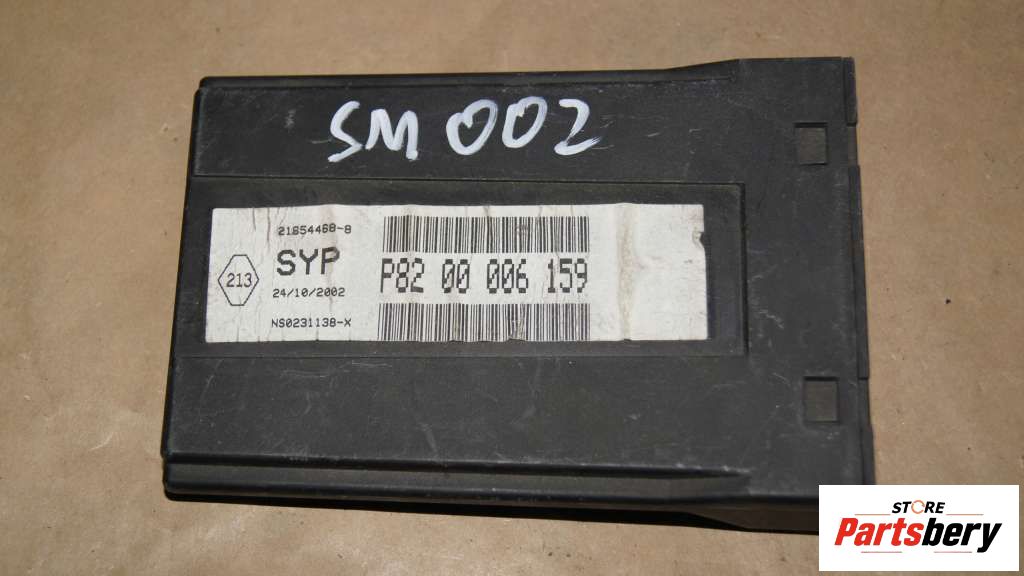 SM 002
21654468-8
213
SYP
24/10/2002
NS0231138-X
P82 00 006 159
STORE
Partsbery